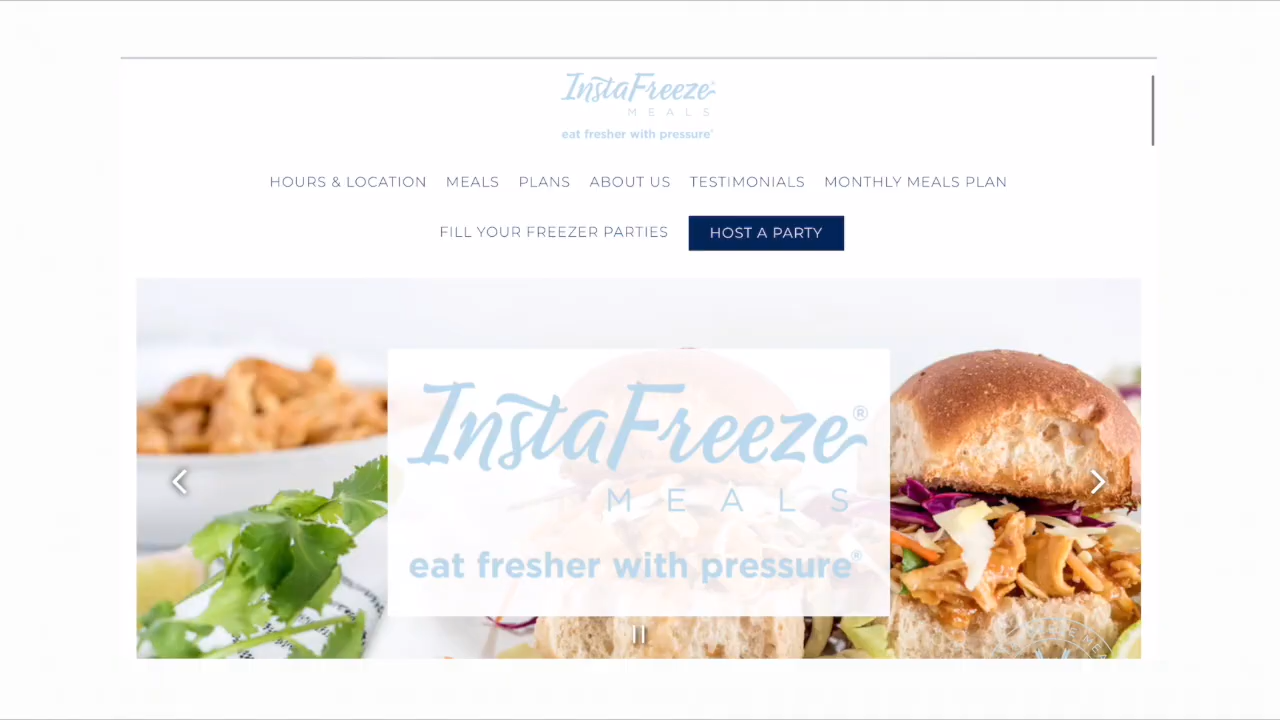 InstaFreeze®
MEALS
eat fresher with pressure®
HOURS & LOCATION MEALS PLANS ABOUT US TESTIMONIALS MONTHLY MEALS PLAN
FILL YOUR FREEZER PARTIES HOST A PARTY
InstaFreeze®
MEALS
eat fresher with pressure®